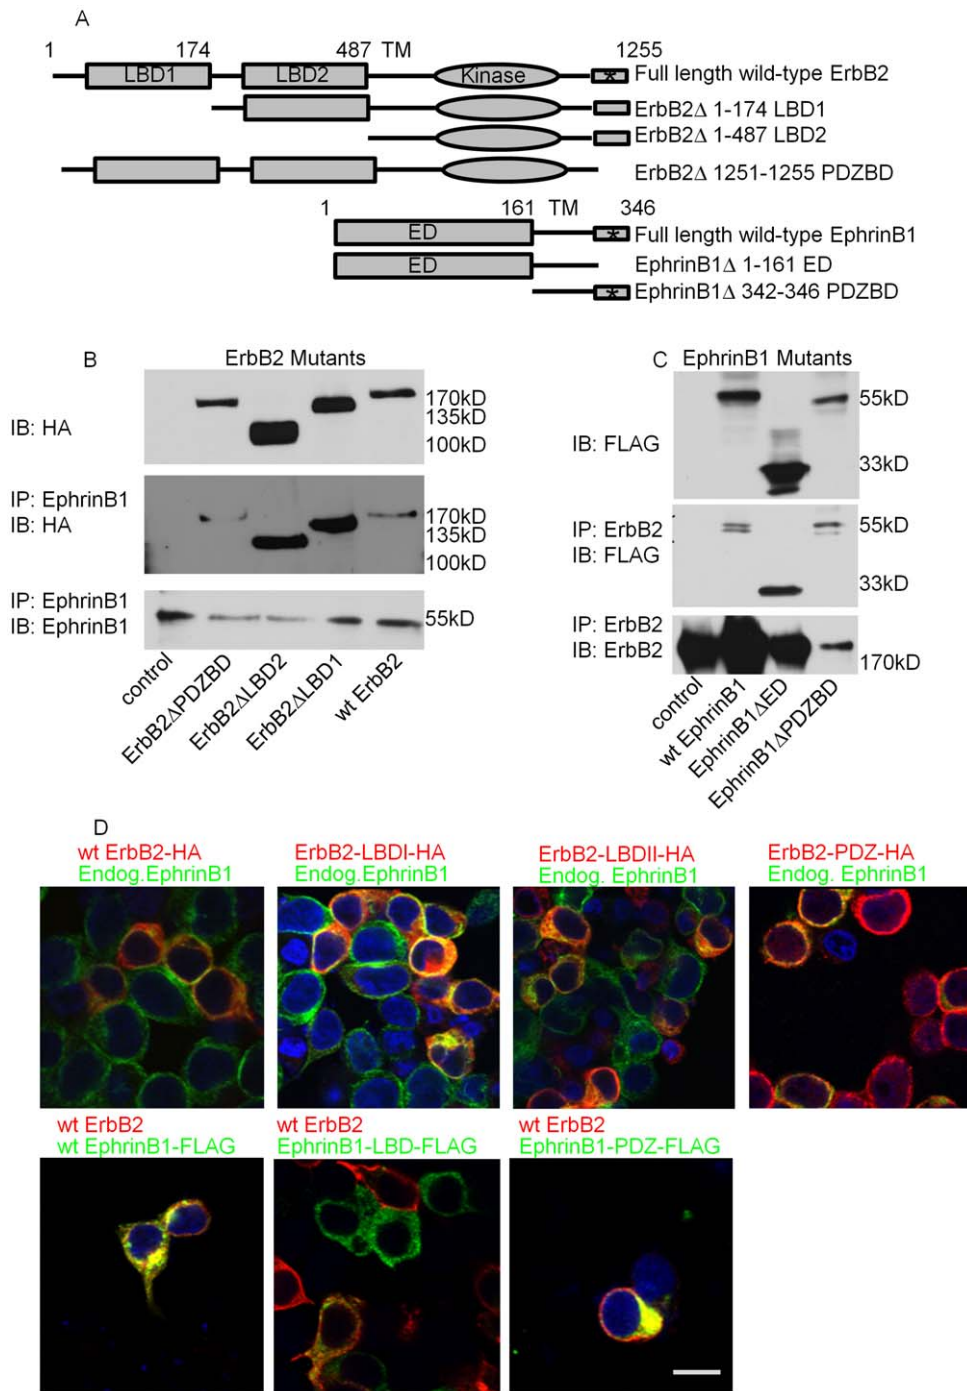 A
1 174 487 TM 1255
LBD1 LBD2 Kinase * Full length wild-type ErbB2
ErbB2Δ 1-174 LBD1
ErbB2Δ 1-487 LBD2
ErbB2Δ 1251-1255 PDZBD
1 161 TM 346
ED * Full length wild-type EphrinB1
ED EphrinB1Δ 1-161 ED
* EphrinB1Δ 342-346 PDZBD
B ErbB2 Mutants
IB: HA
170kD
135kD
100kD
IP: EphrinB1
IB: HA
170kD
135kD
100kD
IP: EphrinB1
IB: EphrinB1
55kD
control
ErbB2ΔPDZBD
ErbB2ΔLBD2
ErbB2ΔLBD1
wt ErbB2
C EphrinB1 Mutants
IB: FLAG
55kD
33kD
IP: ErbB2
IB: FLAG
55kD
33kD
IP: ErbB2
IB: ErbB2
170kD
control
wt EphrinB1
EphrinB1ΔED
EphrinB1ΔPDZBD
D
wt ErbB2-HA
Endog.EphrinB1
ErbB2-LBDI-HA
Endog.EphrinB1
ErbB2-LBDII-HA
Endog. EphrinB1
ErbB2-PDZ-HA
Endog. EphrinB1
wt ErbB2
wt EphrinB1-FLAG
wt ErbB2
EphrinB1-LBD-FLAG
wt ErbB2
EphrinB1-PDZ-FLAG